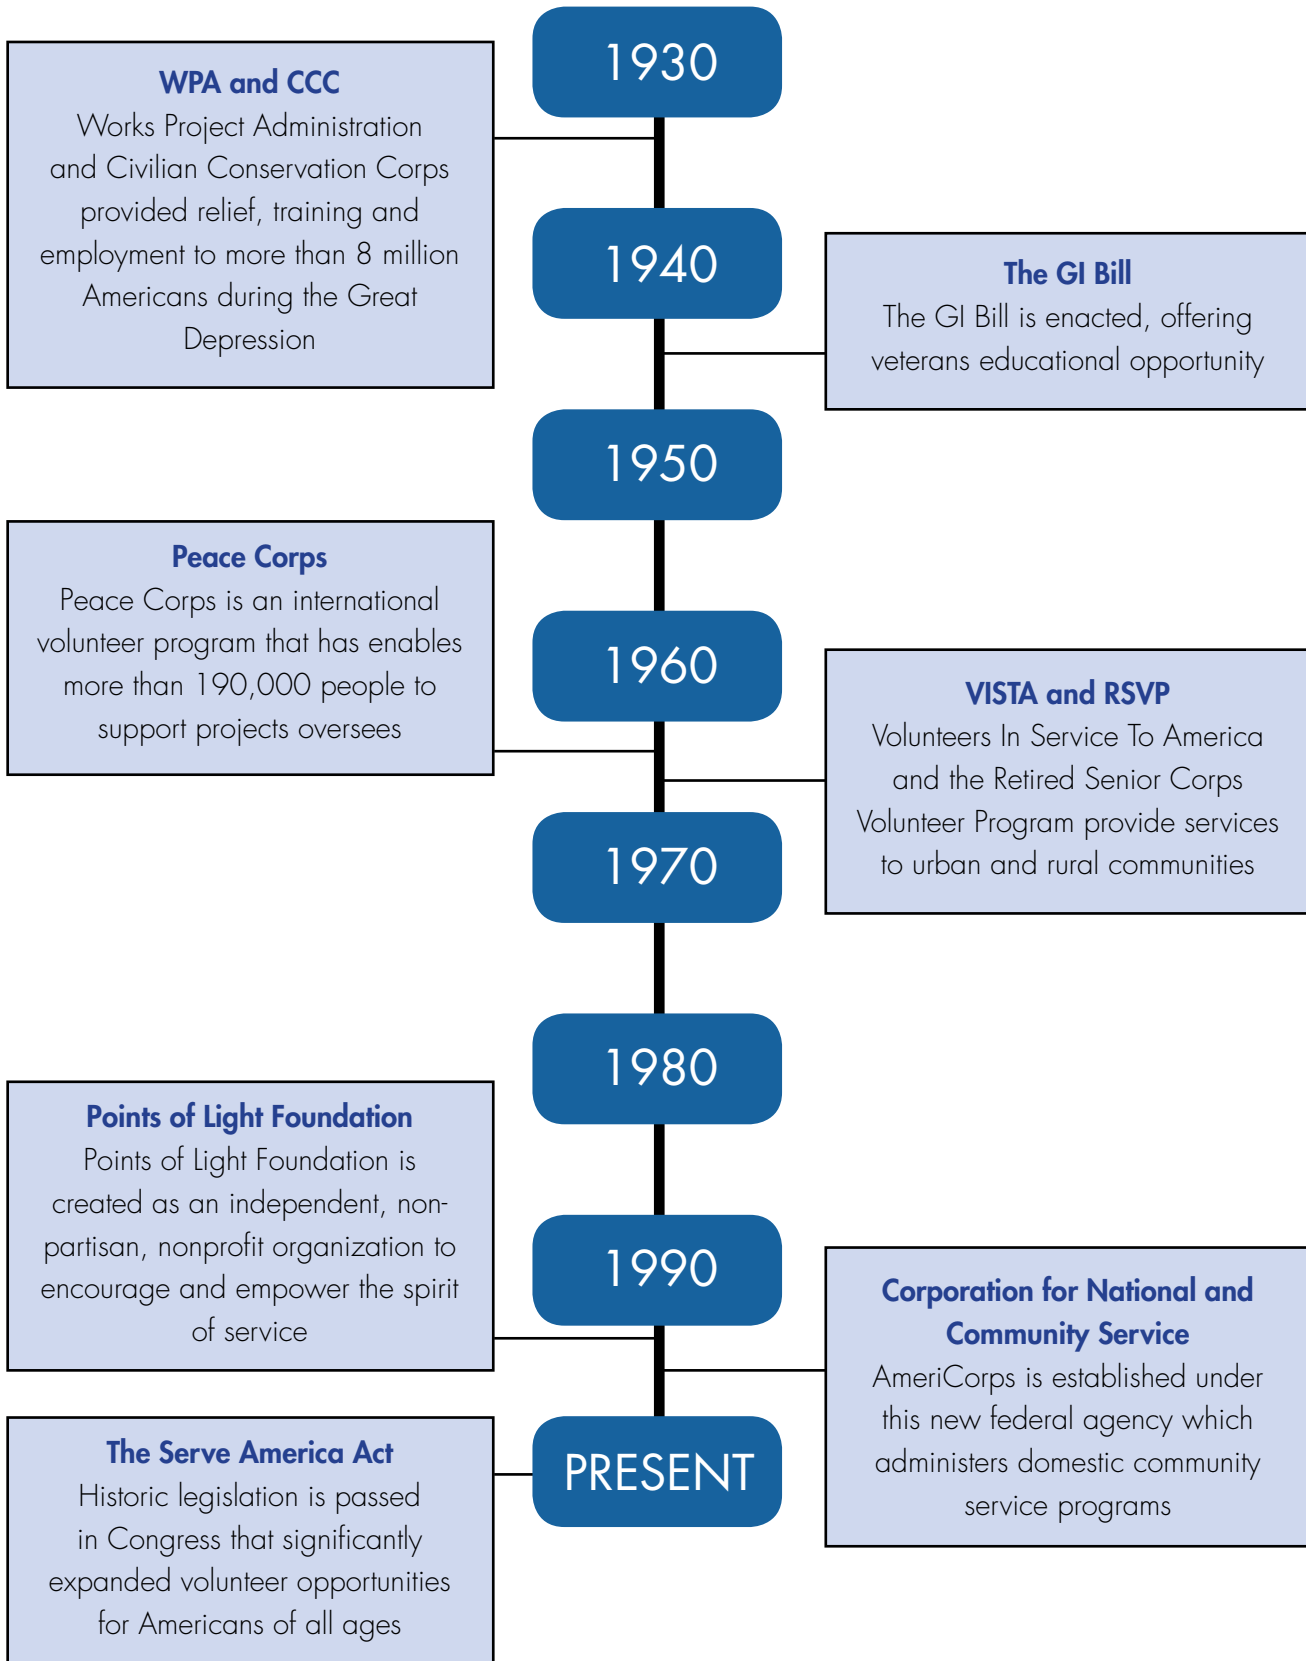 1930
WPA and CCC
Works Project Administration
and Civilian Conservation Corps
provided relief, training and
employment to more than 8 million
Americans during the Great
Depression
1940
The GI Bill
The GI Bill is enacted, offering
veterans educational opportunity
1950
Peace Corps
Peace Corps is an international
volunteer program that has enables
more than 190,000 people to
support projects oversees
1960
VISTA and RSVP
Volunteers In Service To America
and the Retired Senior Corps
Volunteer Program provide services
to urban and rural communities
1970
1980
Points of Light Foundation
Points of Light Foundation is
created as an independent, non-
partisan, nonprofit organization to
encourage and empower the spirit
of service
1990
Corporation for National and
Community Service
AmeriCorps is established under
this new federal agency which
administers domestic community
service programs
The Serve America Act
Historic legislation is passed
in Congress that significantly
expanded volunteer opportunities
for Americans of all ages
PRESENT